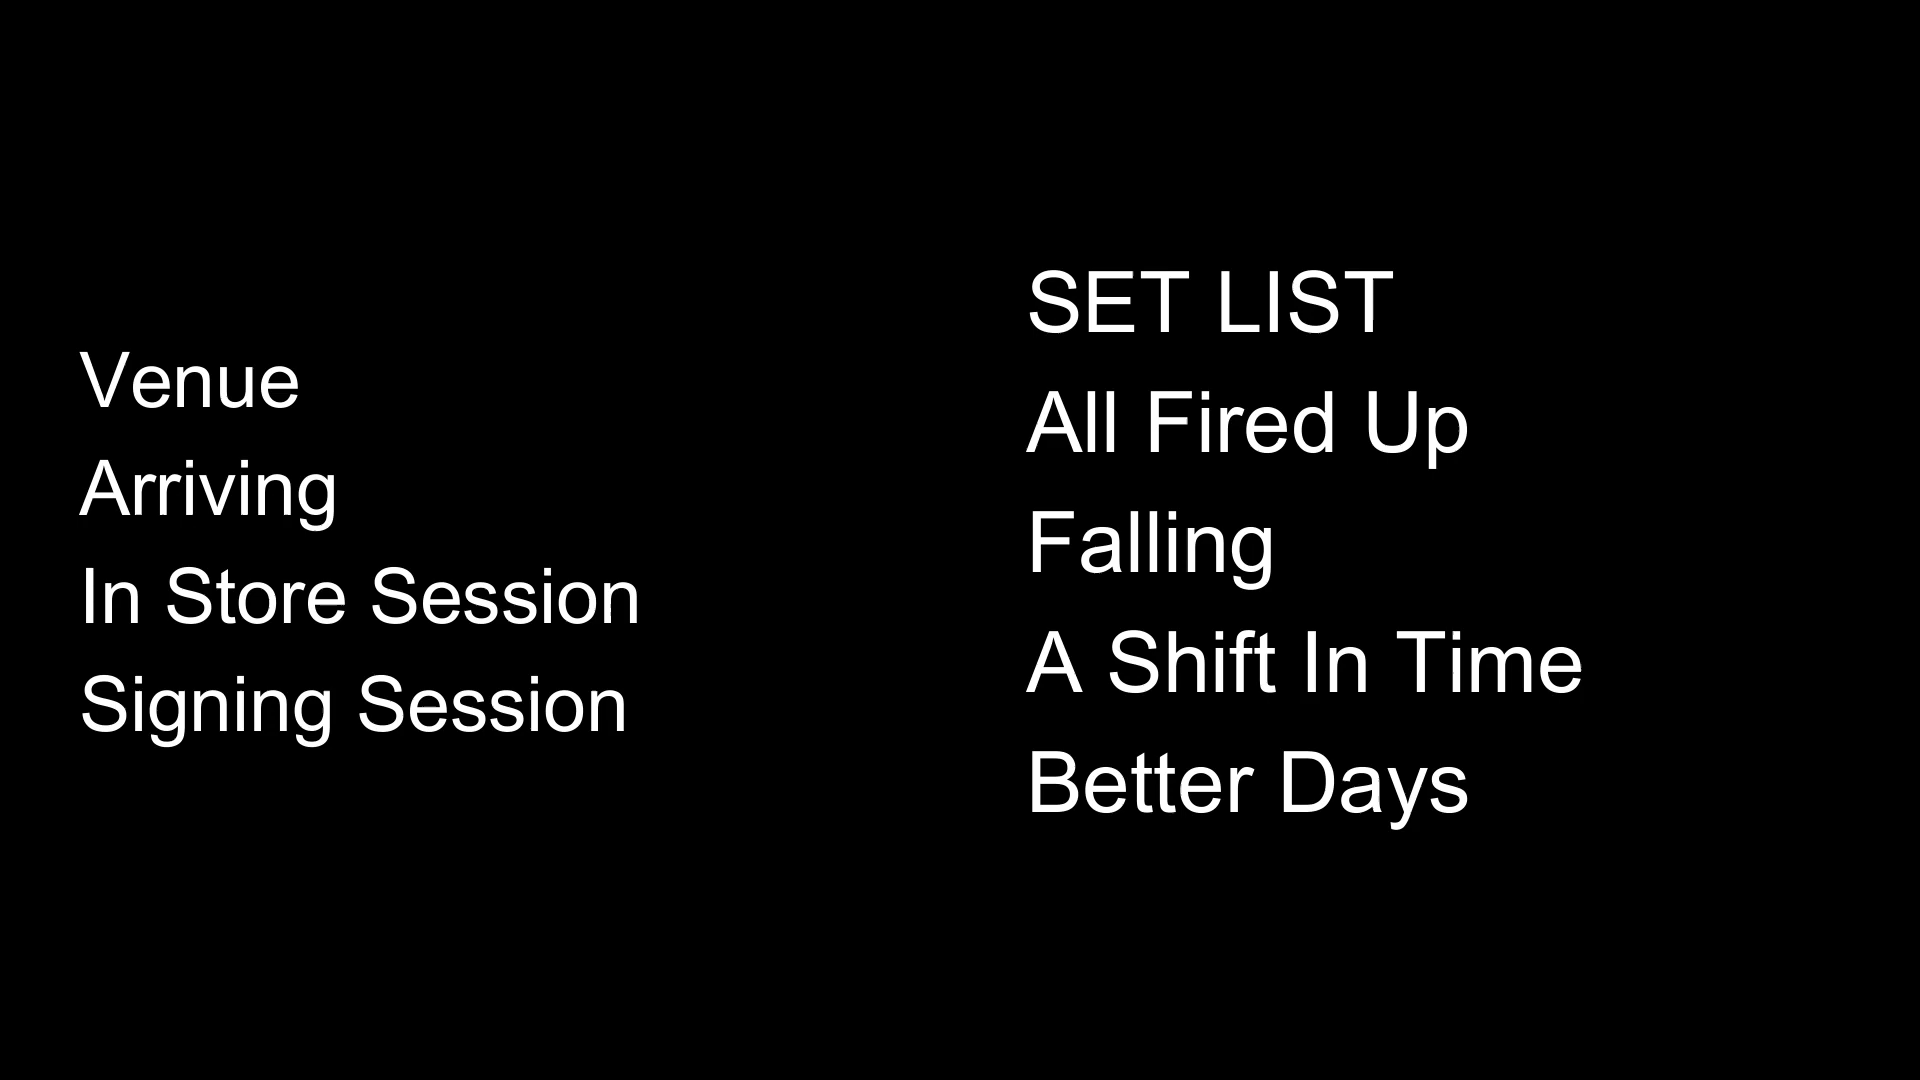 Venue
Arriving
In Store Session
Signing Session
SET LIST
All Fired Up
Falling
A Shift In Time
Better Days